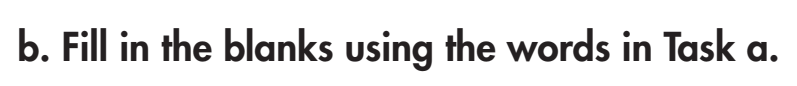 b. Fill in the blanks using the words in Task a.